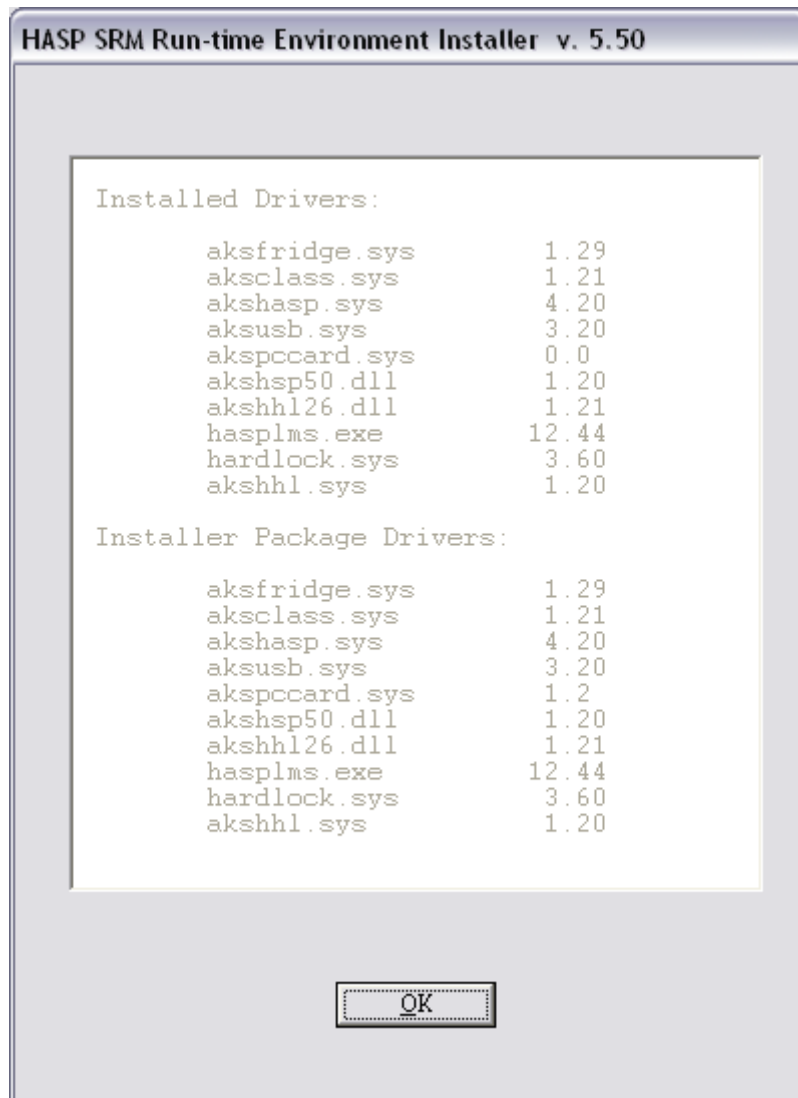 HASP SRM Run-time Environment Installer v. 5.50
Installed Drivers:
aksfridge.sys 1.29
aksclass.sys 1.21
akshasp.sys 4.20
aksusb.sys 3.20
akspccard.sys 0.0
akshsp50.dll 1.20
akshhl26.dll 1.21
hasplms.exe 12.44
hardlock.sys 3.60
akshhl.sys 1.20
Installer Package Drivers:
aksfridge.sys 1.29
aksclass.sys 1.21
akshasp.sys 4.20
aksusb.sys 3.20
akspccard.sys 1.2
akshsp50.dll 1.20
akshhl26.dll 1.21
hasplms.exe 12.44
hardlock.sys 3.60
akshhl.sys 1.20
OK